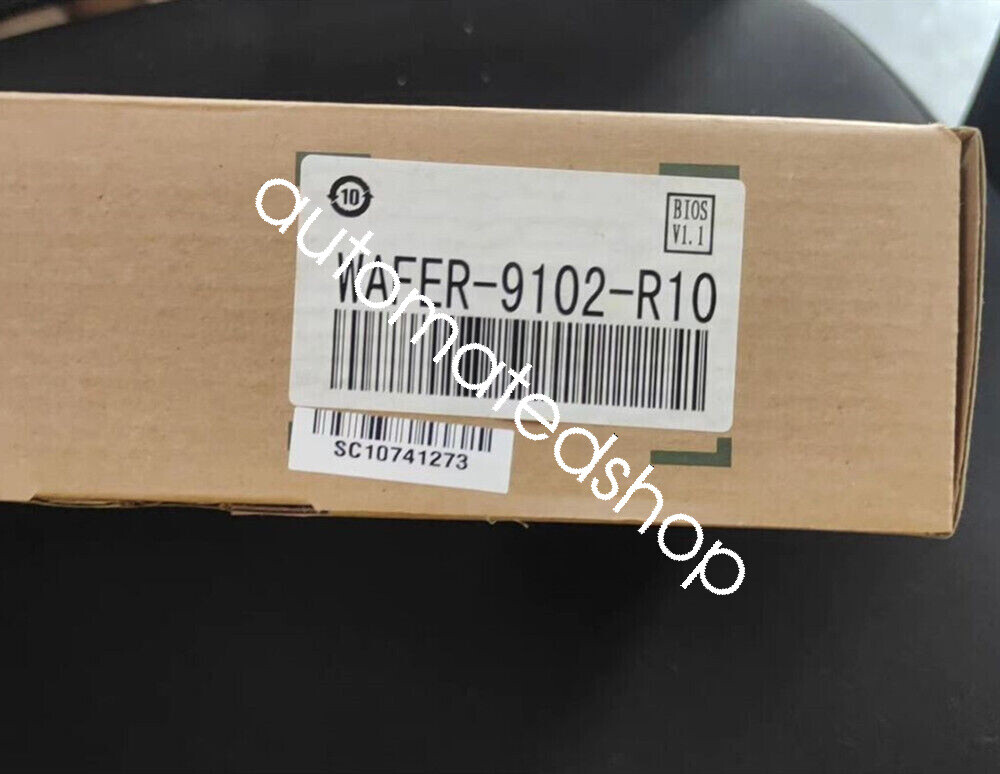 10
BIOS
V1.1
WAFER-9102-R10
SC10741273
automatedshop